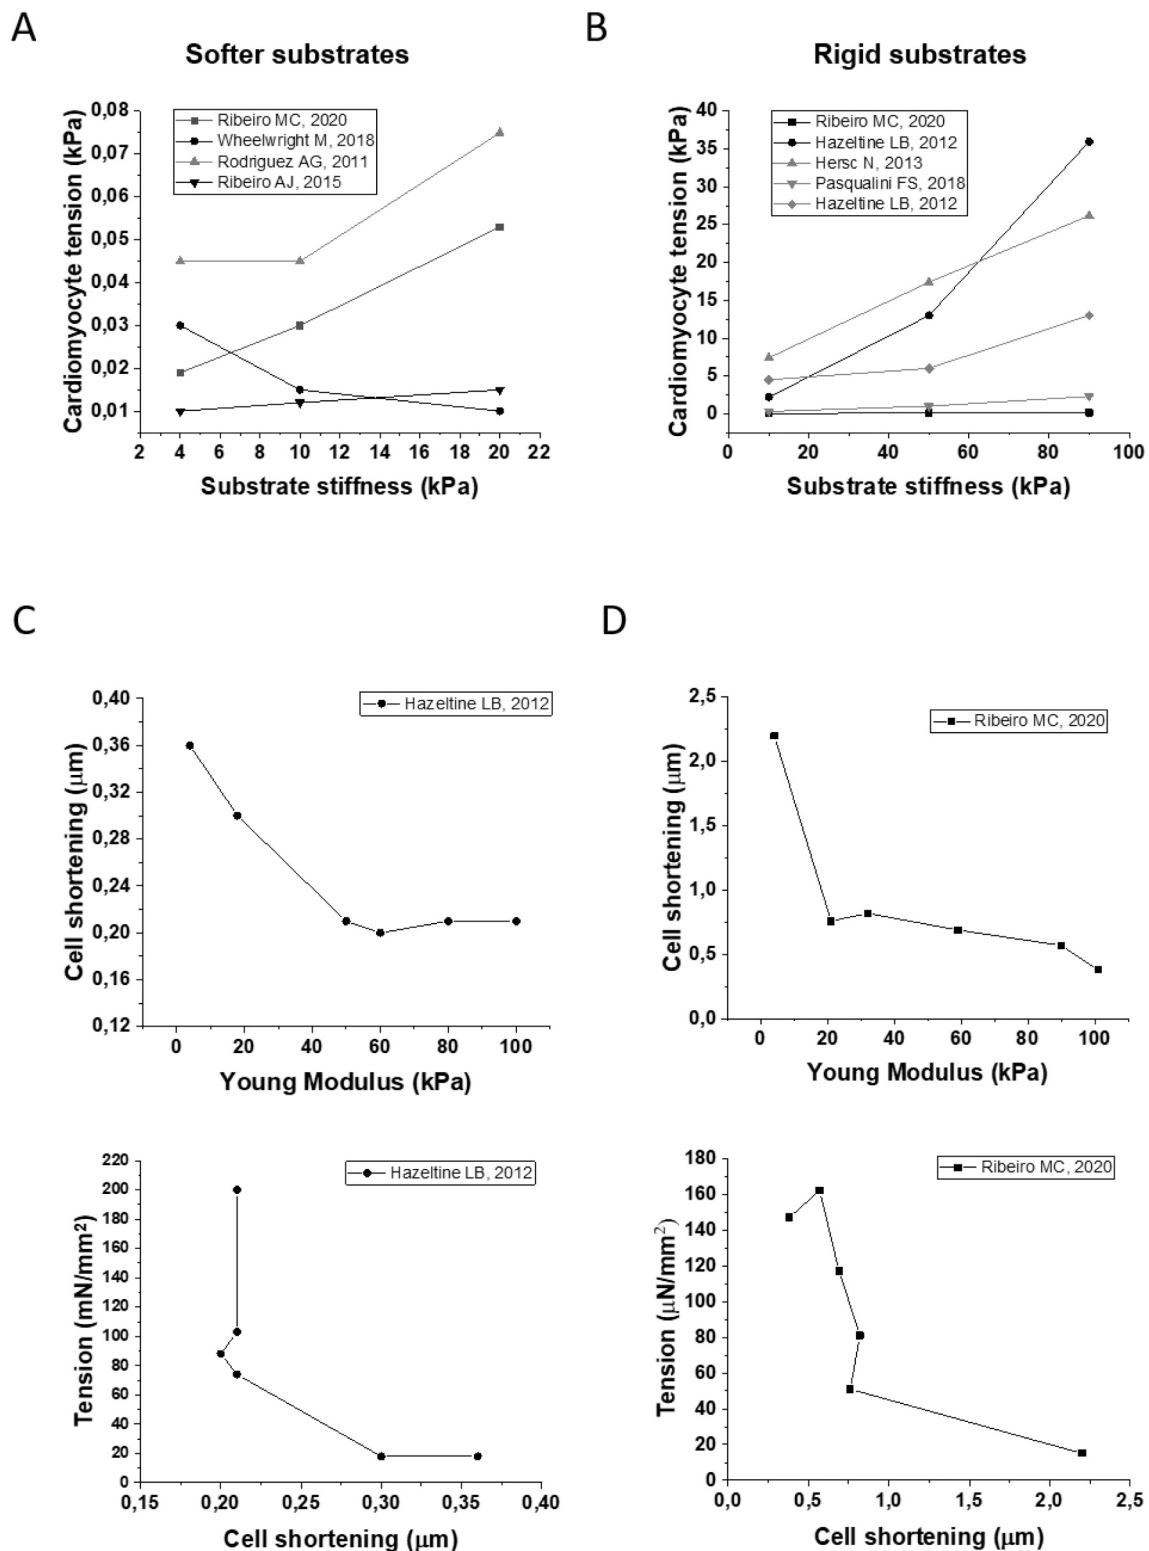 A
Softer substrates
Cardiomyocyte tension (kPa)
0,08
0,07
0,06
0,05
0,04
0,03
0,02
0,01
Ribeiro MC, 2020
Wheelwright M, 2018
Rodriguez AG, 2011
Ribeiro AJ, 2015
2 4 6 8 10 12 14 16 18 20 22
Substrate stiffness (kPa)
B
Rigid substrates
Cardiomyocyte tension (kPa)
40
35
30
25
20
15
10
5
0
Ribeiro MC, 2020
Hazeltine LB, 2012
Hersc N, 2013
Pasqualini FS, 2018
Hazeltine LB, 2012
0 20 40 60 80 100
Substrate stiffness (kPa)
C
Cell shortening (μm)
0,40
0,36
0,32
0,28
0,24
0,20
0,16
0,12
Hazeltine LB, 2012
0 20 40 60 80 100
Young Modulus (kPa)
Tension (mN/mm²)
220
200
180
160
140
120
100
80
60
40
20
0
Hazeltine LB, 2012
0,15 0,20 0,25 0,30 0,35 0,40
Cell shortening (μm)
D
Cell shortening (μm)
2,5
2,0
1,5
1,0
0,5
0,0
Ribeiro MC, 2020
0 20 40 60 80 100
Young Modulus (kPa)
Tension (μN/mm²)
180
160
140
120
100
80
60
40
20
0
Ribeiro MC, 2020
0,0 0,5 1,0 1,5 2,0 2,5
Cell shortening (μm)